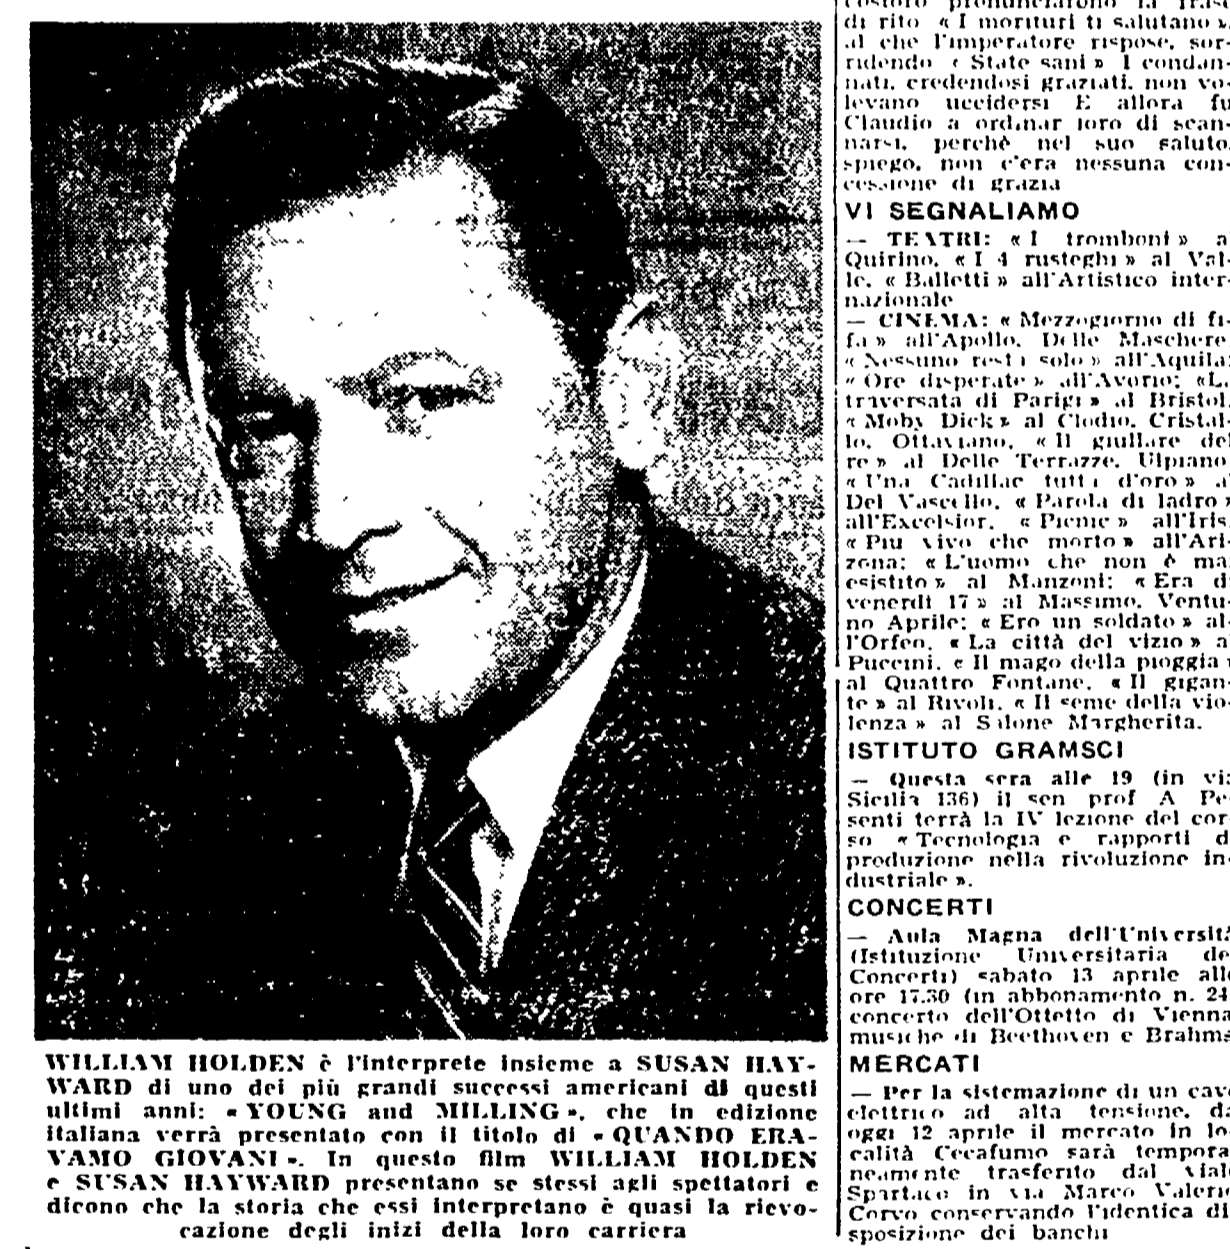 WILLIAM HOLDEN è l'interprete insieme a SUSAN HAY-
WARD di uno dei più grandi successi americani di questi
ultimi anni: « YOUNG and MILLING », che in edizione
italiana verrà presentato con il titolo di « QUANDO ERA-
VAMO GIOVANI ». In questo film WILLIAM HOLDEN
e SUSAN HAYWARD presentano se stessi agli spettatori e
dicono che la storia che essi interpretano è quasi la rievo-
cazione degli inizi della loro carriera
costoro pronunciarono la
di rito « I morituri ti salutano »,
al che l'imperatore rispose, sor-
ridendo « State sani » I condan-
nati, credendosi graziati, non vo-
levano uccidersi E allora fu
Claudio a ordinar loro di scan-
narsi, perchè nel suo saluto,
spiegò, non c'era nessuna con-
cessione di grazia
VI SEGNALIAMO
— TEATRI: « I tromboni » al
Quirino, « I 4 rusteghi » al Val-
le, « Balletti » all'Artistico inter-
nazionale
— CINEMA: « Mezzogiorno di fi-
fa » all'Apollo, Delle Maschere,
« Nessuno resta solo » all'Aquila;
« Ore disperate » all'Avorio; « La
traversata di Parigi » al Bristol,
« Moby Dick » al Clodio, Cristal-
lo, Ottaviano, « Il giullare del
re » al Delle Terrazze, Ulpiano,
« Una Cadillac tutta d'oro » al
Del Vascello, « Parola di ladro »
all'Excelsior, « Picnic » all'Iris,
« Più vivo che morto » all'Ari-
zona; « L'uomo che non è mai
esistito » al Manzoni; « Era di
venerdì 17 » al Massimo, Ventu-
no Aprile; « Ero un soldato » al-
l'Orfeo, « La città del vizio » al
Puccini, « Il mago della pioggia »
al Quattro Fontane, « Il gigan-
te » al Rivoli, « Il seme della vio-
lenza » al Salone Margherita.
ISTITUTO GRAMSCI
— Questa sera alle 19 (in via
Sicilia 136) il sen prof A Pe-
senti terrà la IV lezione del cor-
so « Tecnologia e rapporti di
produzione nella rivoluzione in-
dustriale ».
CONCERTI
— Aula Magna dell'Università
(Istituzione Universitaria dei
Concerti) sabato 13 aprile alle
ore 17.30 (in abbonamento n. 24)
concerto dell'Ottetto di Vienna
musiche di Beethoven e Brahms
MERCATI
— Per la sistemazione di un cavo
elettrico ad alta tensione, da
oggi 12 aprile il mercato in lo-
calità Cecafumo sarà tempora-
neamente trasferito dal viale
Spartaco in via Marco Valerio
Corvo conservando l'identica di-
sposizione dei banchi